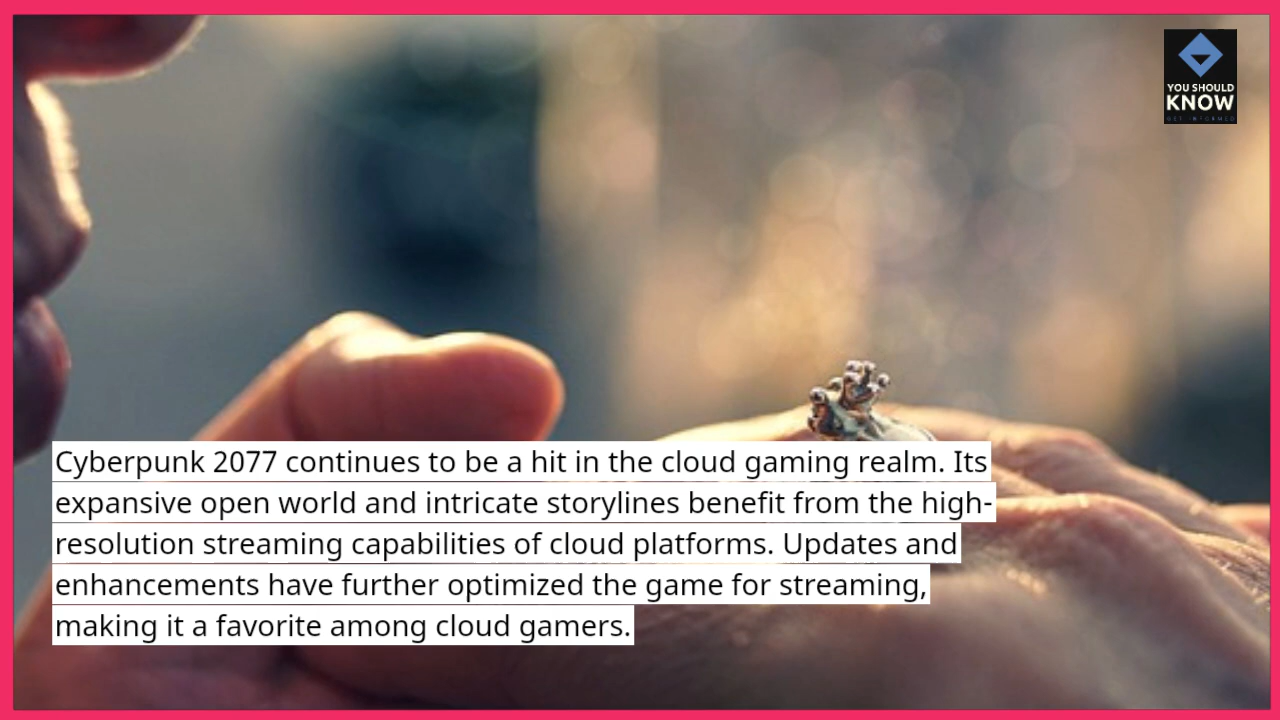 YOU SHOULD
KNOW
GET INFORMED
Cyberpunk 2077 continues to be a hit in the cloud gaming realm. Its
expansive open world and intricate storylines benefit from the high-
resolution streaming capabilities of cloud platforms. Updates and
enhancements have further optimized the game for streaming,
making it a favorite among cloud gamers.